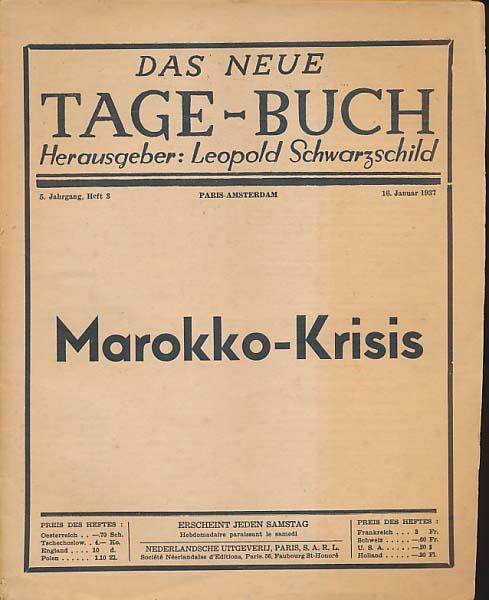 DAS NEUE
TAGE-BUCH
Herausgeber: Leopold Schwarzschild
5. Jahrgang, Heft 3
PARIS-AMSTERDAM
16. Januar 1937
Marokko-Krisis
PREIS DES HEFTES :
Oesterreich . . —.70 Sch.
Tschechoslow. . 4.— Kc.
England . . . . 10 d.
Polen . . . . . . 1.10 Zl.
ERSCHEINT JEDEN SAMSTAG
Hebdomadaire paraissant le samedi
NEDERLANDSCHE UITGEVERIJ, PARIS, S. A. R. L.
Société Néerlandaise d'Editions, Paris. 56, Faubourg St-Honoré
PREIS DES HEFTES :
Frankreich . . . 3 Fr.
Schweiz . . . . . —.60 Fr.
U. S. A. . . . . . —.20 $
Holland . . . . . —.30 Fl.